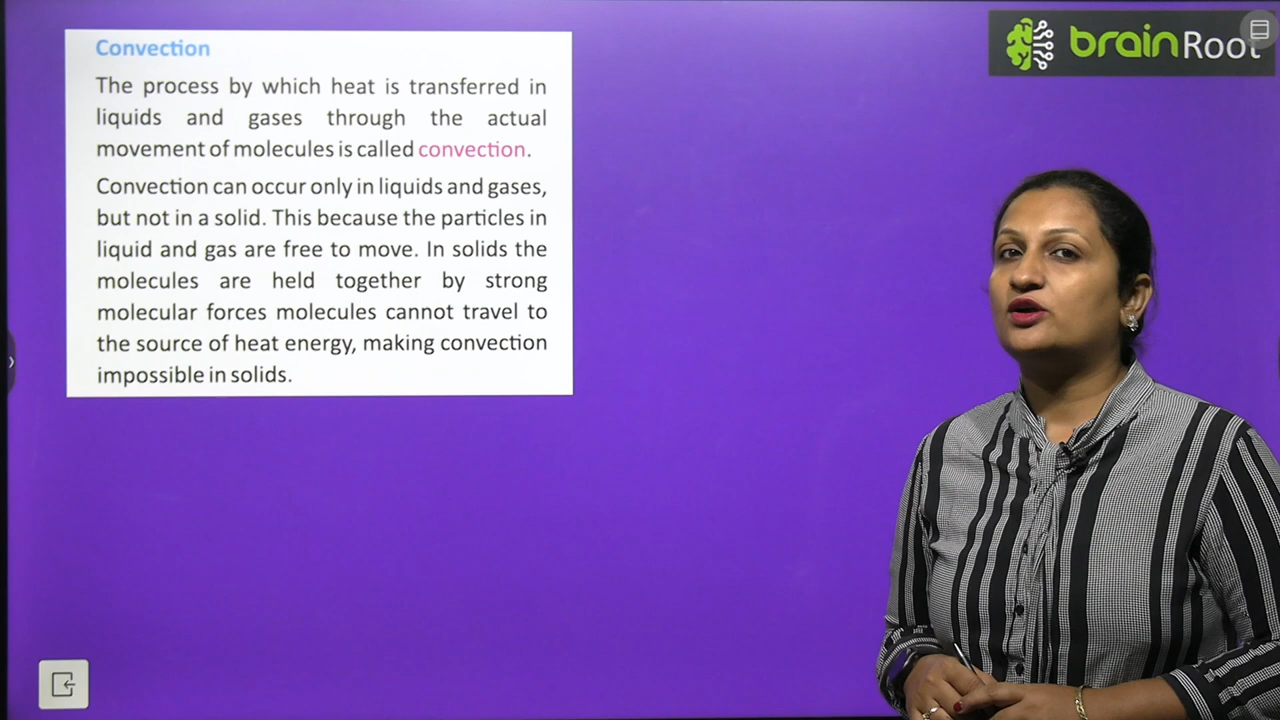 Convection
The process by which heat is transferred in
liquids and gases through the actual
movement of molecules is called convection.
Convection can occur only in liquids and gases,
but not in a solid. This because the particles in
liquid and gas are free to move. In solids the
molecules are held together by strong
molecular forces molecules cannot travel to
the source of heat energy, making convection
impossible in solids.
brain Root